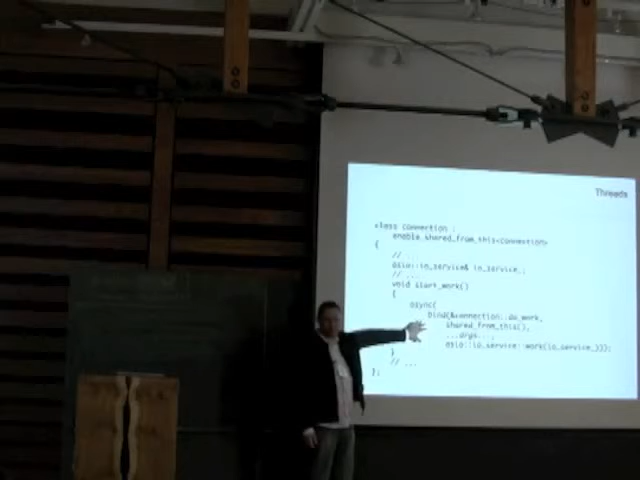 Threads
class connection :
enable_shared_from_this<connection>
{
// ...
asio::io_service& io_service_;
// ...
void start_work()
{
async(
bind(&connection::do_work,
shared_from_this(),
...args...,
asio::io_service::work(io_service_)));
}
// ...
};